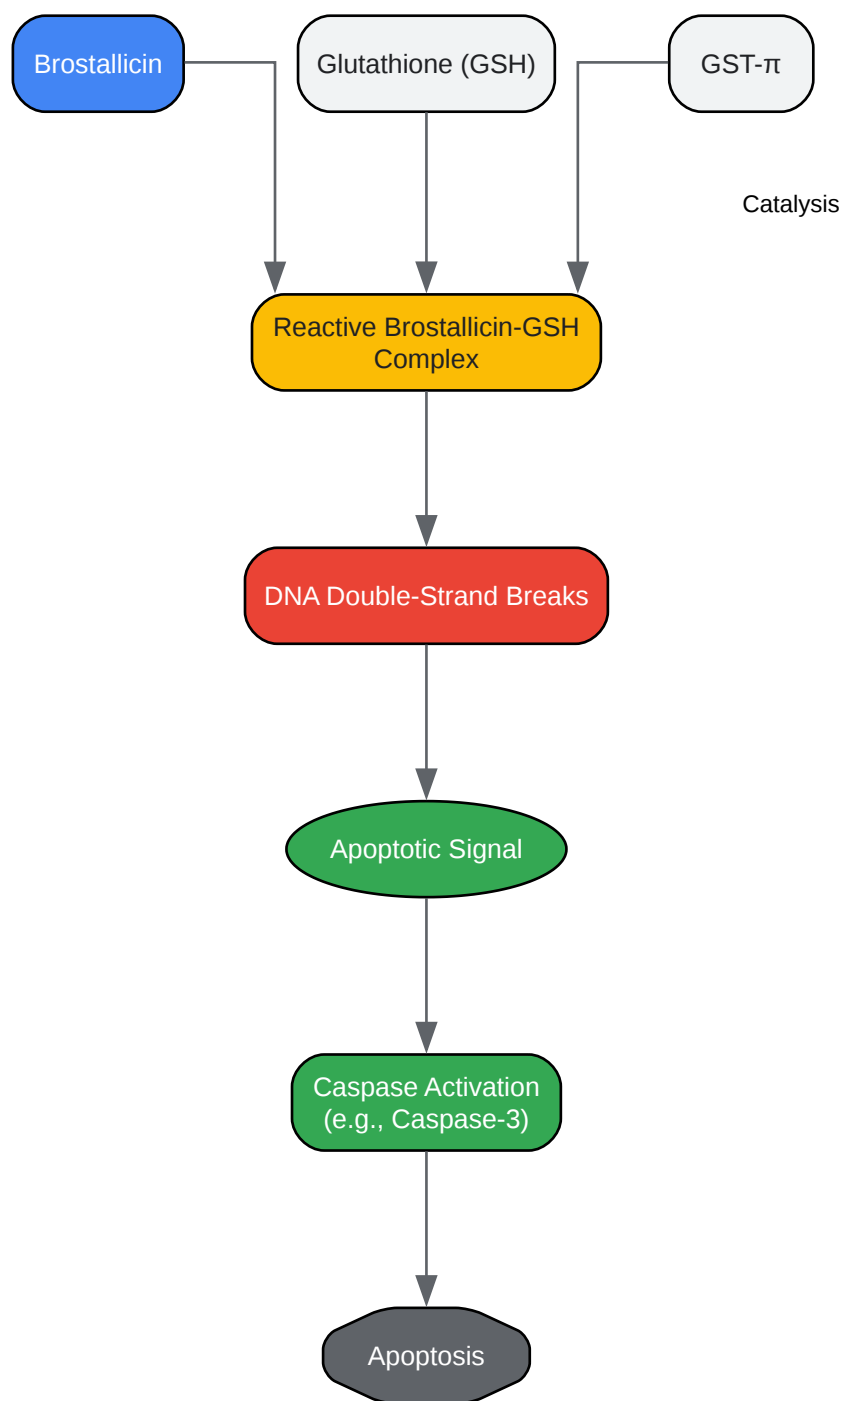 Brostallicin
Glutathione (GSH)
GST-π
Catalysis
Reactive Brostallicin-GSH
Complex
DNA Double-Strand Breaks
Apoptotic Signal
Caspase Activation
(e.g., Caspase-3)
Apoptosis